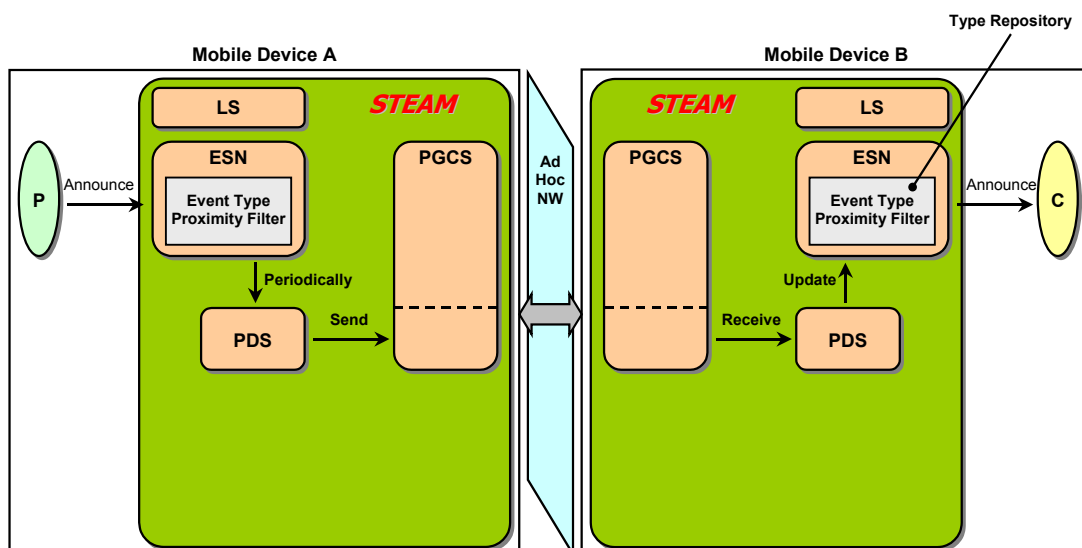 Type Repository
Mobile Device A
Mobile Device B
LS
STEAM
ESN
PGCS
Event Type
Proximity Filter
P
Announce
Periodically
PDS
Send
Ad
Hoc
NW
STEAM
LS
PGCS
ESN
Event Type
Proximity Filter
Announce
C
Update
Receive
PDS